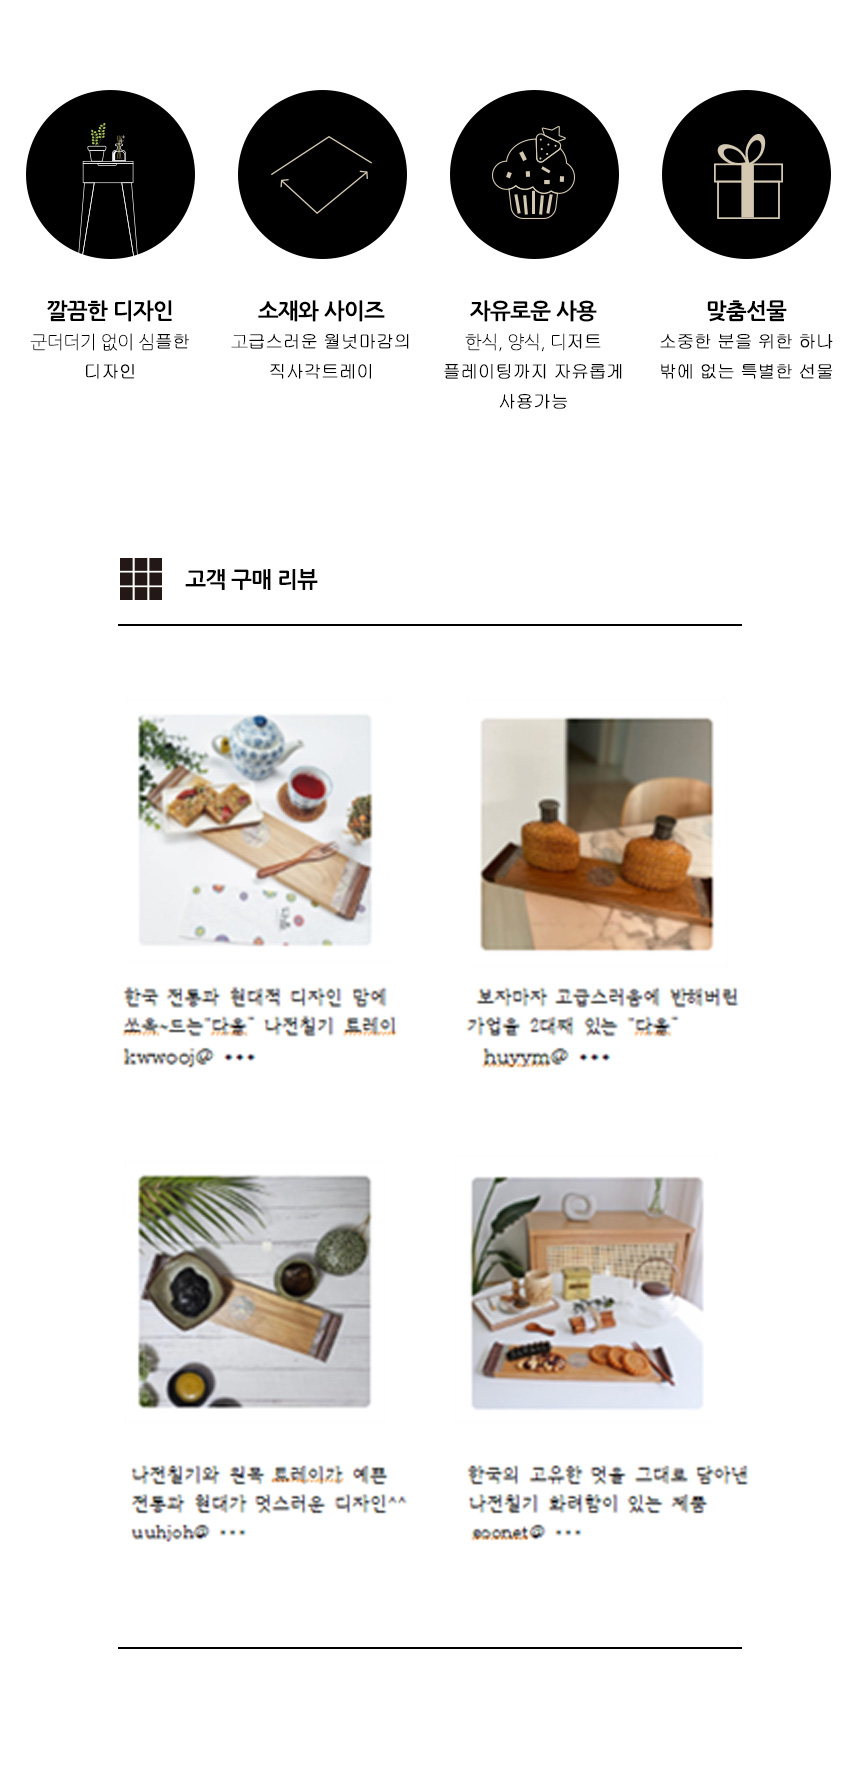 깔끔한 디자인
군더더기 없이 심플한
디자인
소재와 사이즈
고급스러운 월넛마감의
직사각트레이
자유로운 사용
한식, 양식, 디저트
플레이팅까지 자유롭게
사용가능
맞춤선물
소중한 분을 위한 하나
밖에 없는 특별한 선물
고객 구매 리뷰
한국 전통과 현대적 디자인 맘에
쏘옥~드는"다올" 나전칠기 트레이
kwwooj@ •••
보자마자 고급스러움에 반해버린
가업을 2대째 있는 "다올"
huyym@ •••
나전칠기와 원목 트레이가 예쁜
전통과 현대가 멋스러운 디자인^^
uuhjoh@ •••
한국의 고유한 멋을 그대로 담아낸
나전칠기 화려함이 있는 제품
soonet@ •••